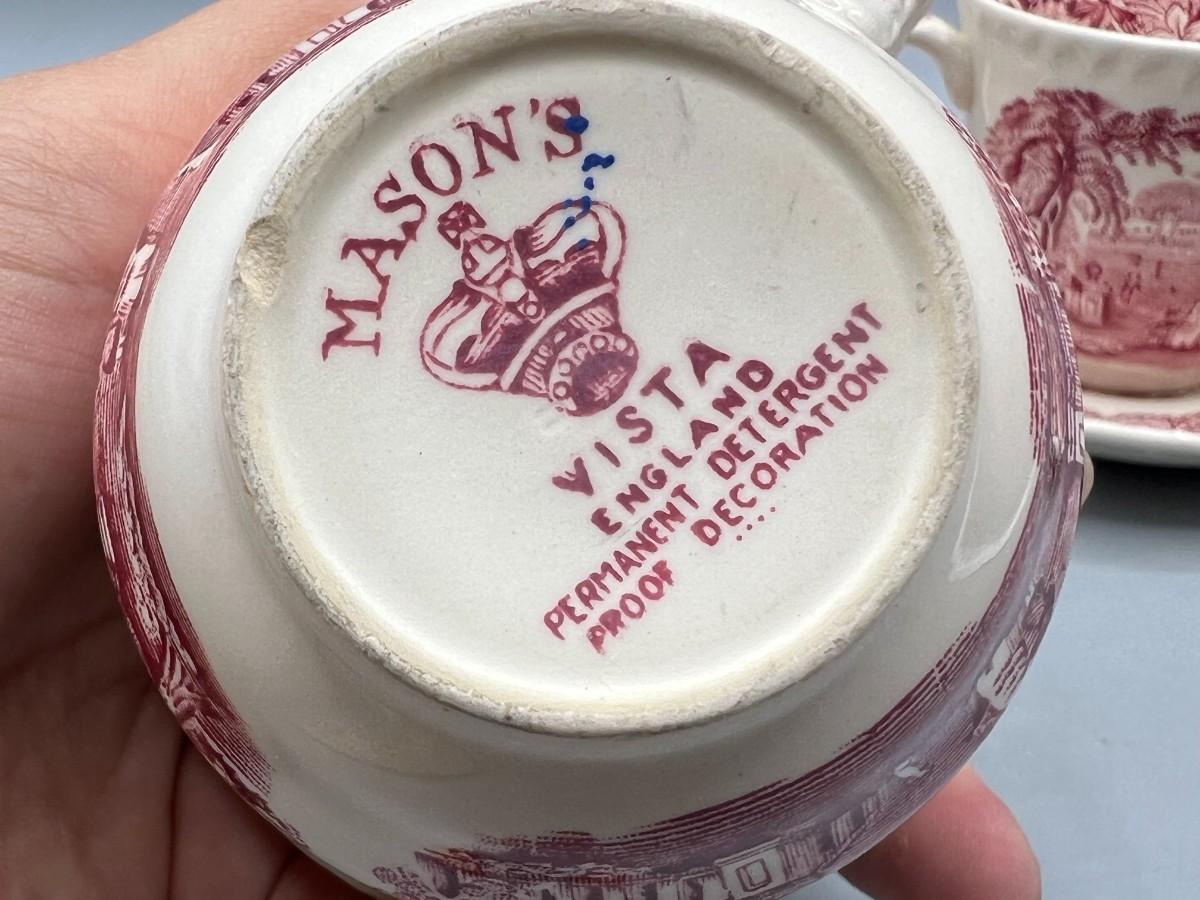 MASON'S
VISTA
ENGLAND
PERMANENT DETERGENT
PROOF DECORATION
....